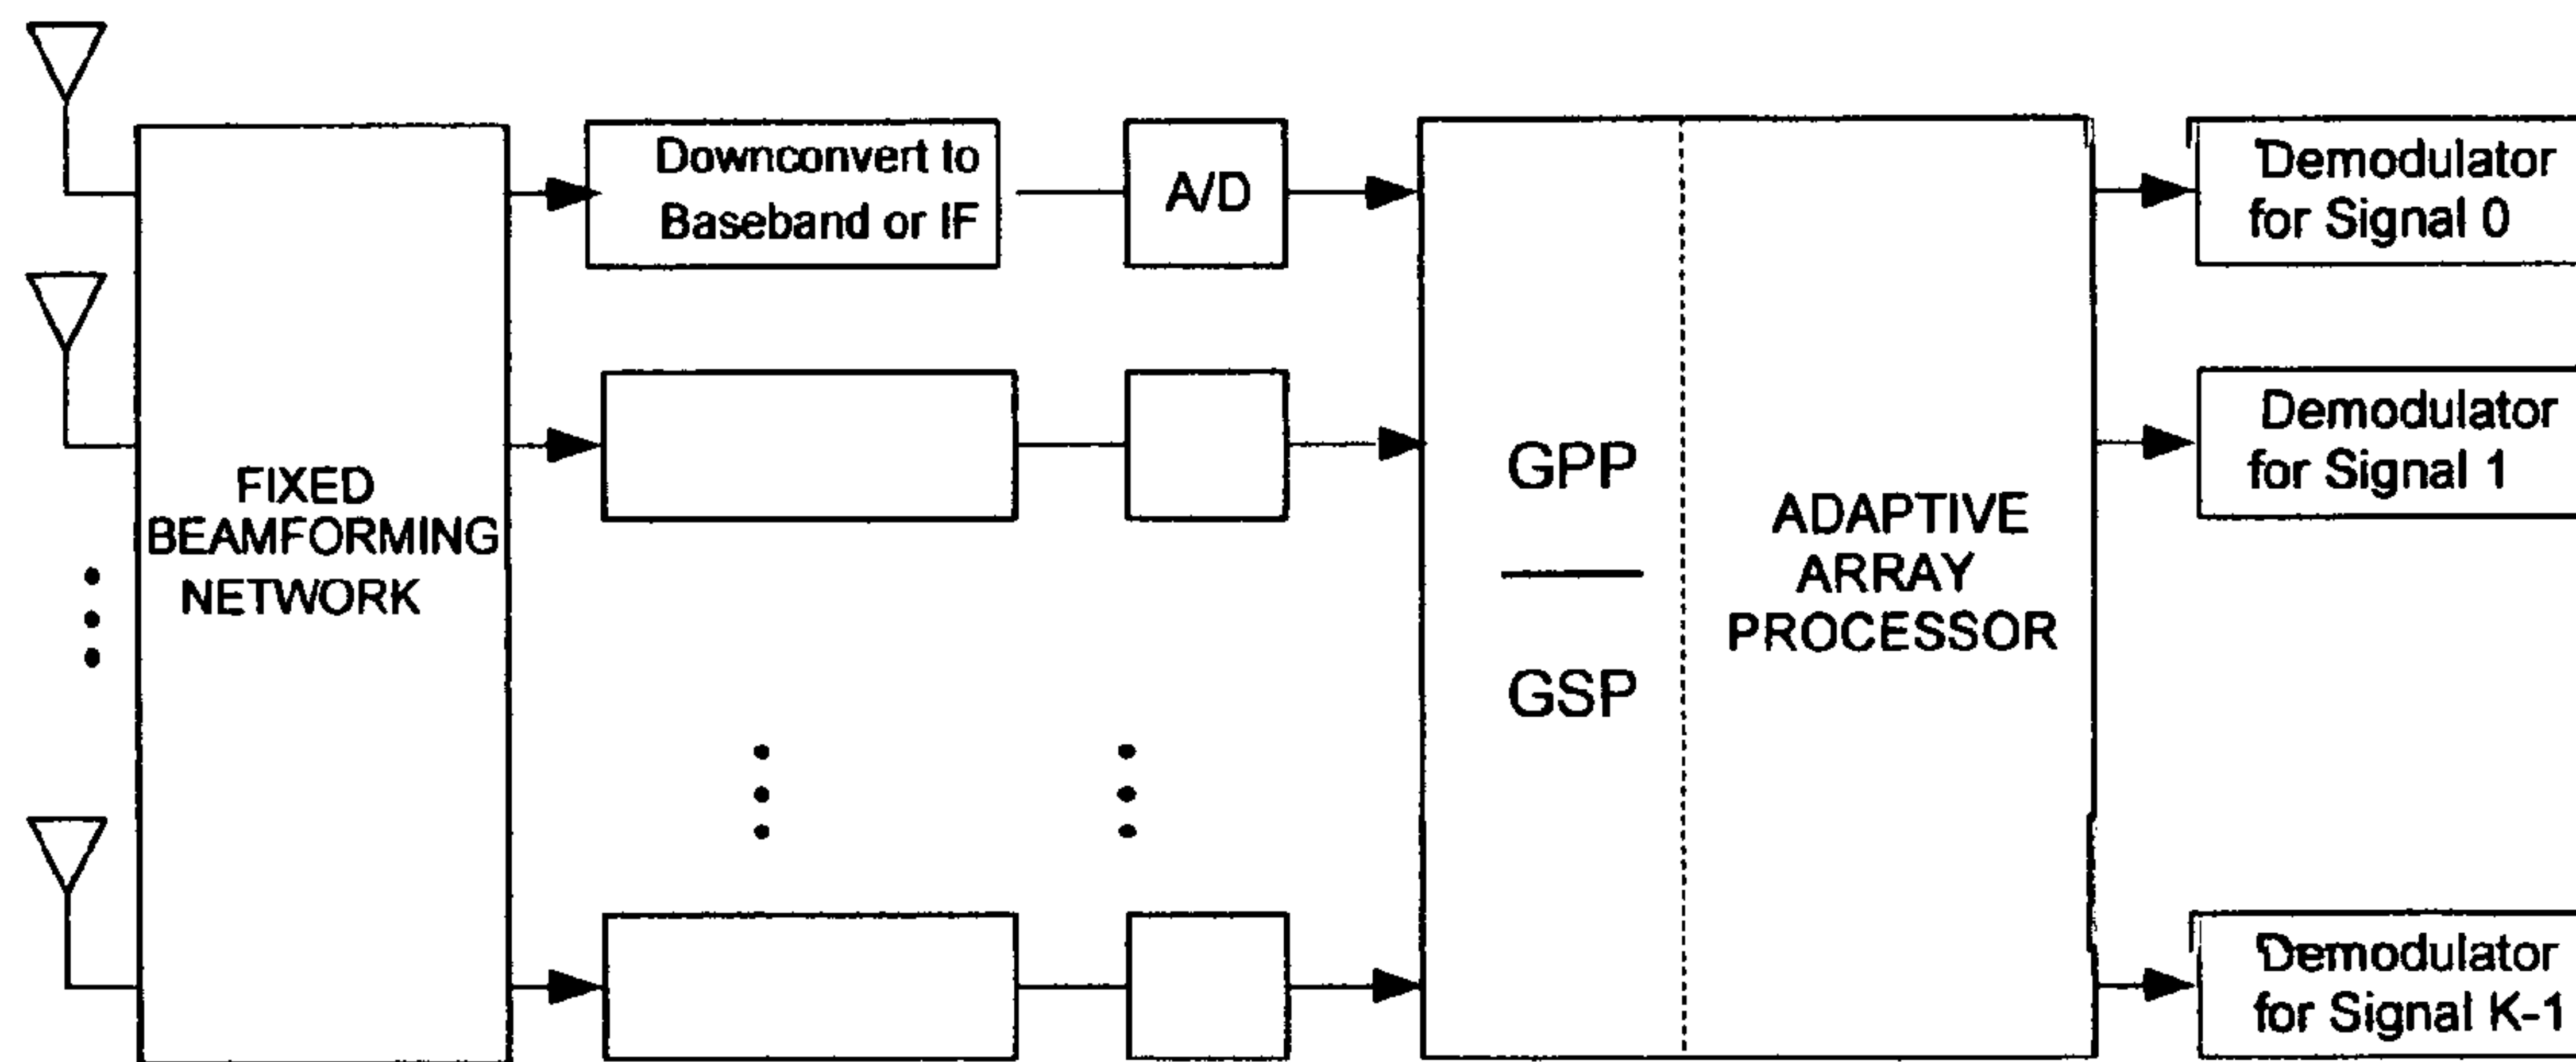 Downconvert to
Baseband or IF
A/D
Demodulator
for Signal 0
Demodulator
for Signal 1
FIXED
BEAMFORMING
NETWORK
GPP
GSP
ADAPTIVE
ARRAY
PROCESSOR
Demodulator
for Signal K-1